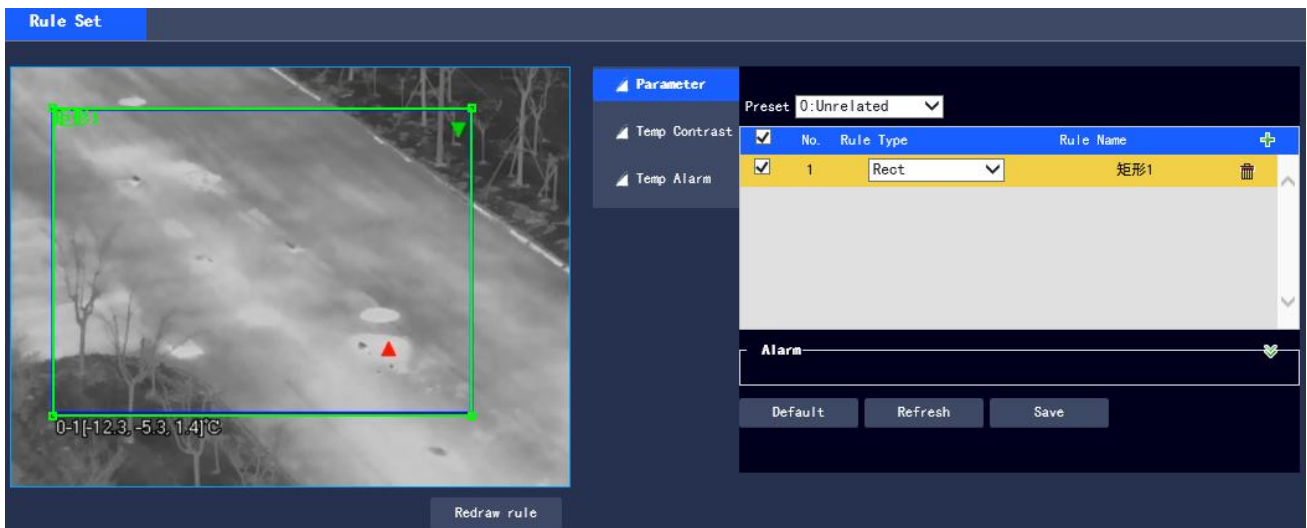 Rule Set
矩形1
0-1[-12.3, -5.3, 1.4]℃
Redraw rule
Parameter
Temp Contrast
Temp Alarm
Preset 0:Unrelated
No. Rule Type Rule Name
1 Rect 矩形1
Alarm
Default Refresh Save